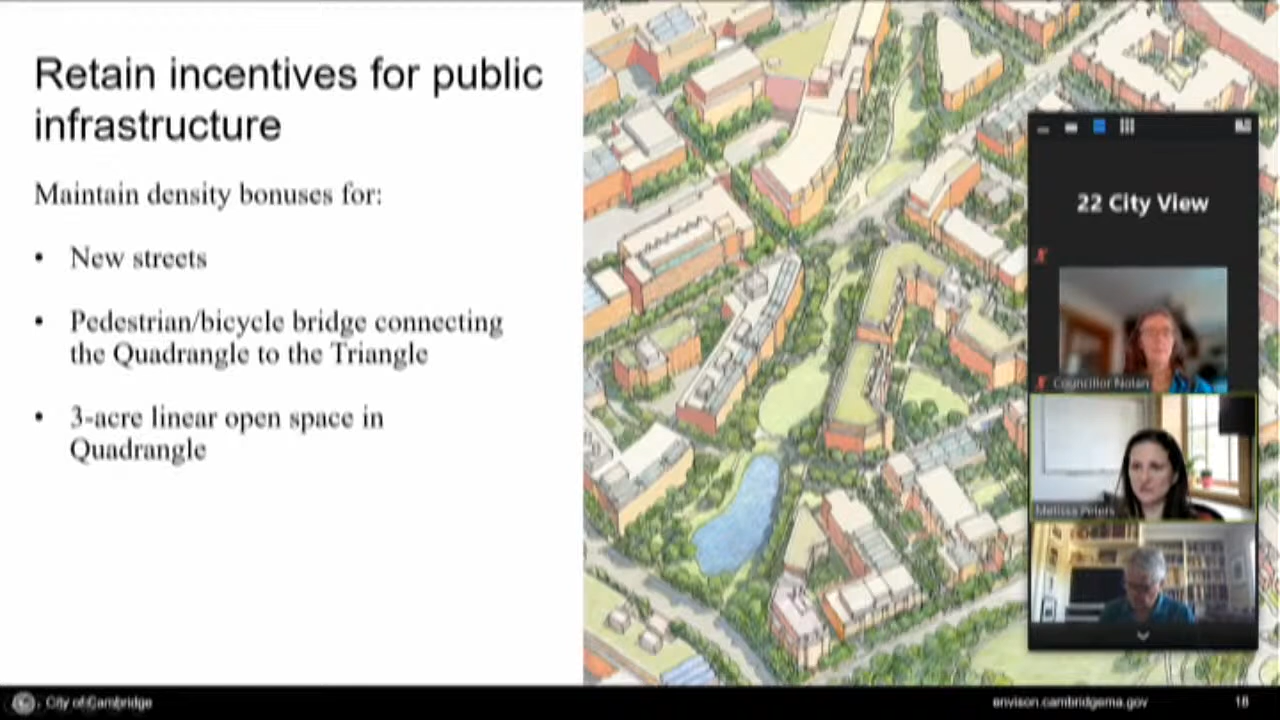 Retain incentives for public
infrastructure
Maintain density bonuses for:
• New streets
• Pedestrian/bicycle bridge connecting
the Quadrangle to the Triangle
• 3-acre linear open space in
Quadrangle
22 City View
Councillor Nolan
Melissa Peters
City of Cambridge
envison.cambridgema.gov
18